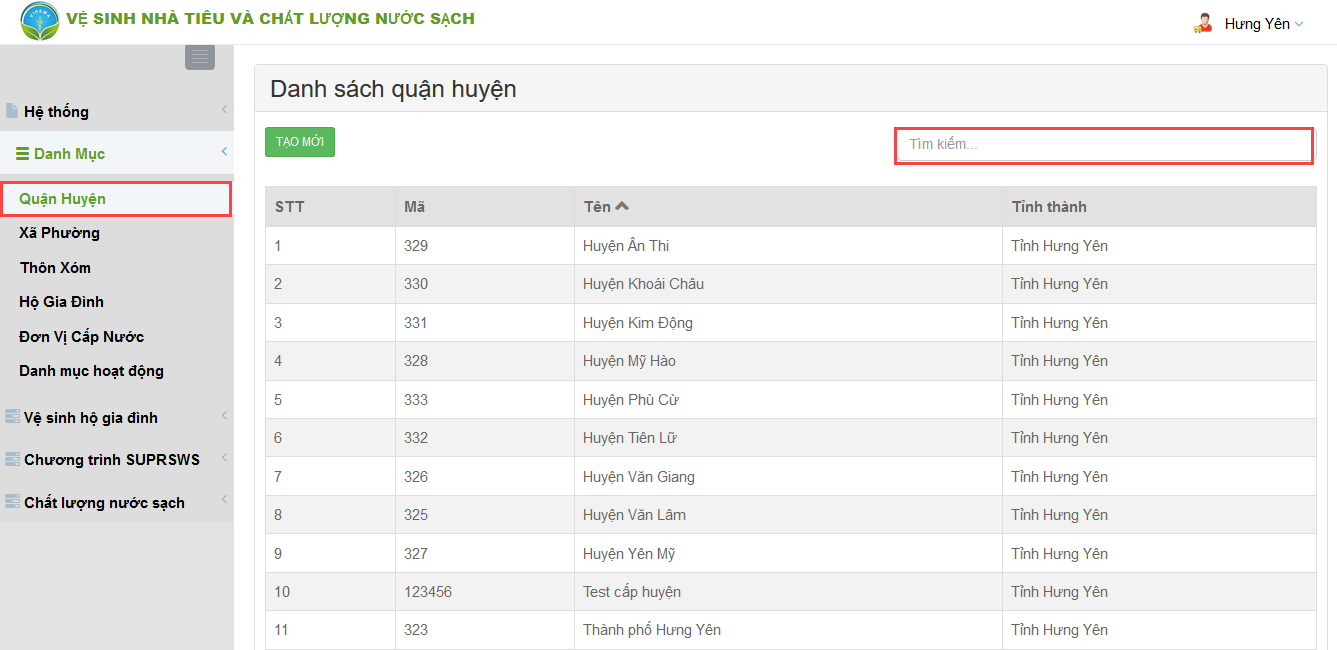 VỆ SINH NHÀ TIÊU VÀ CHẤT LƯỢNG NƯỚC SẠCH
Hưng Yên
Hệ thống
Danh Mục
Quận Huyện
Xã Phường
Thôn Xóm
Hộ Gia Đình
Đơn Vị Cấp Nước
Danh mục hoạt động
Vệ sinh hộ gia đình
Chương trình SUPRSWS
Chất lượng nước sạch
Danh sách quận huyện
TẠO MỚI
Tìm kiếm...
STT Mã Tên Tỉnh thành
1 329 Huyện Ân Thi Tỉnh Hưng Yên
2 330 Huyện Khoái Châu Tỉnh Hưng Yên
3 331 Huyện Kim Động Tỉnh Hưng Yên
4 328 Huyện Mỹ Hào Tỉnh Hưng Yên
5 333 Huyện Phù Cừ Tỉnh Hưng Yên
6 332 Huyện Tiên Lữ Tỉnh Hưng Yên
7 326 Huyện Văn Giang Tỉnh Hưng Yên
8 325 Huyện Văn Lâm Tỉnh Hưng Yên
9 327 Huyện Yên Mỹ Tỉnh Hưng Yên
10 123456 Test cấp huyện Tỉnh Hưng Yên
11 323 Thành phố Hưng Yên Tỉnh Hưng Yên